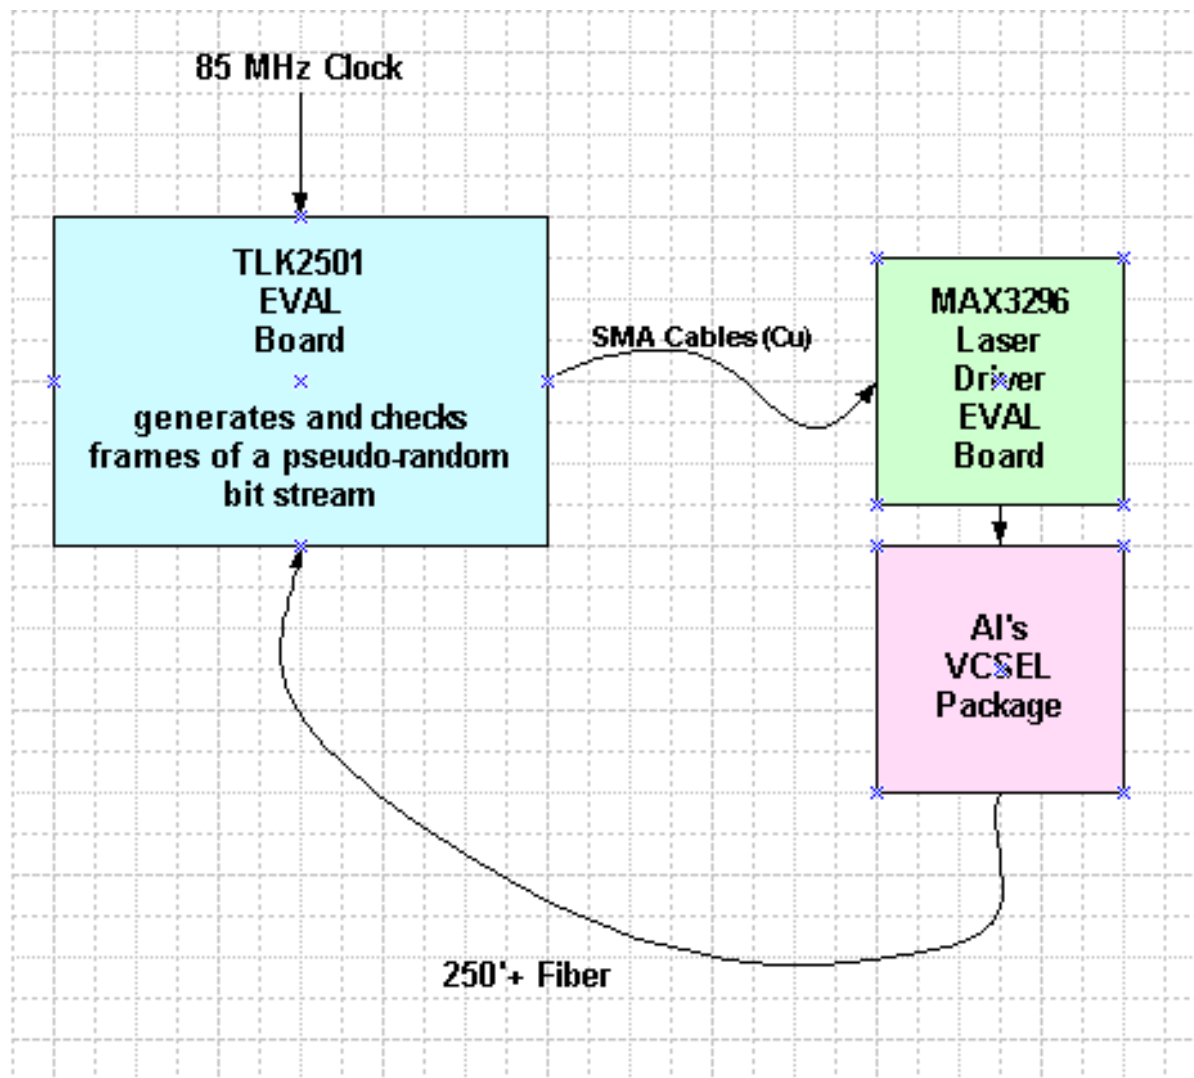 85 MHz Clock
TLK2501
EVAL
Board
generates and checks
frames of a pseudo-random
bit stream
SMA Cables (Cu)
MAX3296
Laser
Driver
EVAL
Board
Al's
VCSEL
Package
250'+ Fiber